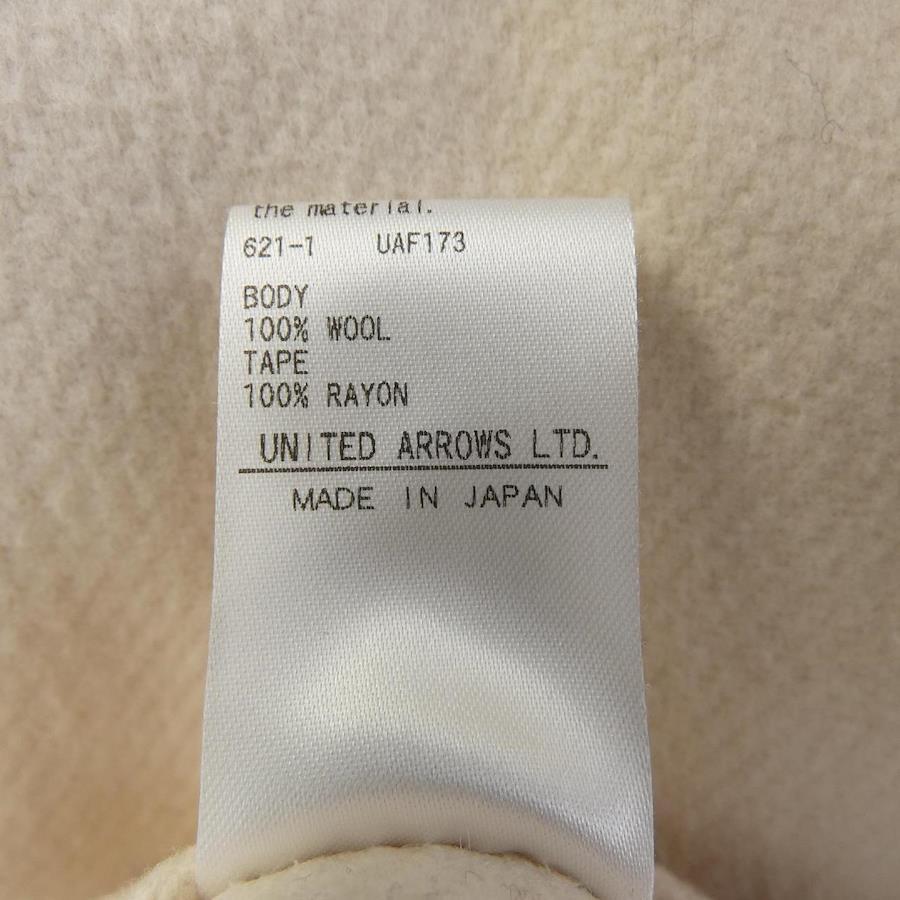 the material.
621-1 UAF173
BODY
100% WOOL
TAPE
100% RAYON
UNITED ARROWS LTD.
MADE IN JAPAN